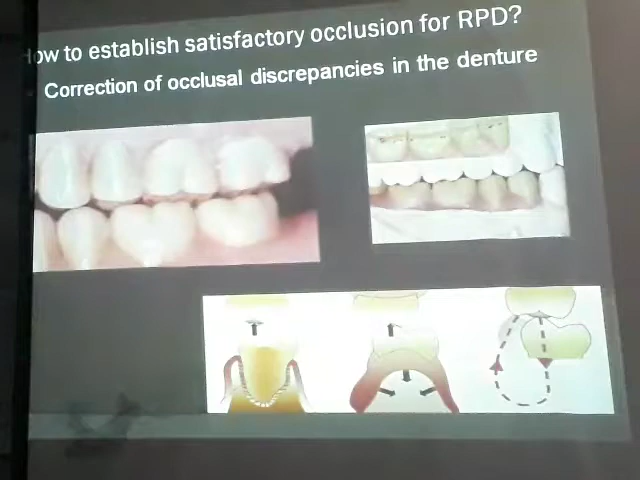 How to establish satisfactory occlusion for RPD?
Correction of occlusal discrepancies in the denture